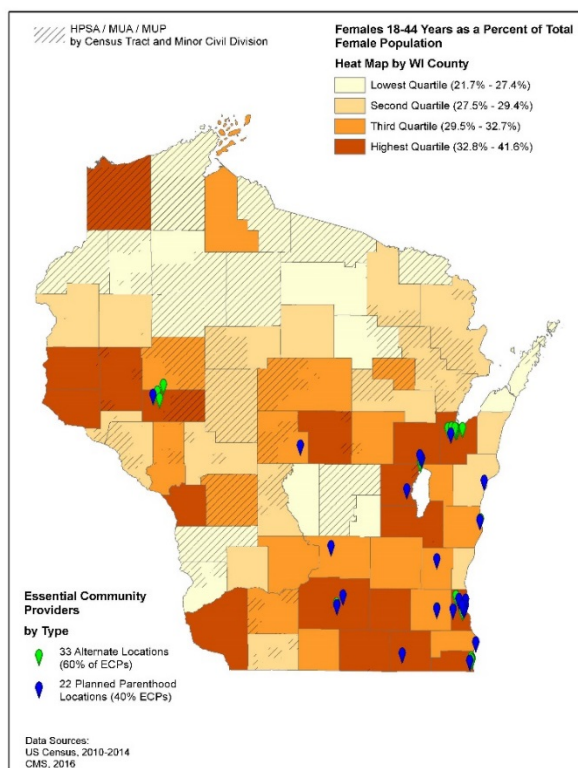 HPSA / MUA / MUP
by Census Tract and Minor Civil Division
Females 18-44 Years as a Percent of Total
Female Population
Heat Map by WI County
Lowest Quartile (21.7% - 27.4%)
Second Quartile (27.5% - 29.4%)
Third Quartile (29.5% - 32.7%)
Highest Quartile (32.8% - 41.6%)
Essential Community
Providers
by Type
33 Alternate Locations
(60% of ECPs)
22 Planned Parenthood
Locations (40% ECPs)
Data Sources:
US Census, 2010-2014
CMS, 2016